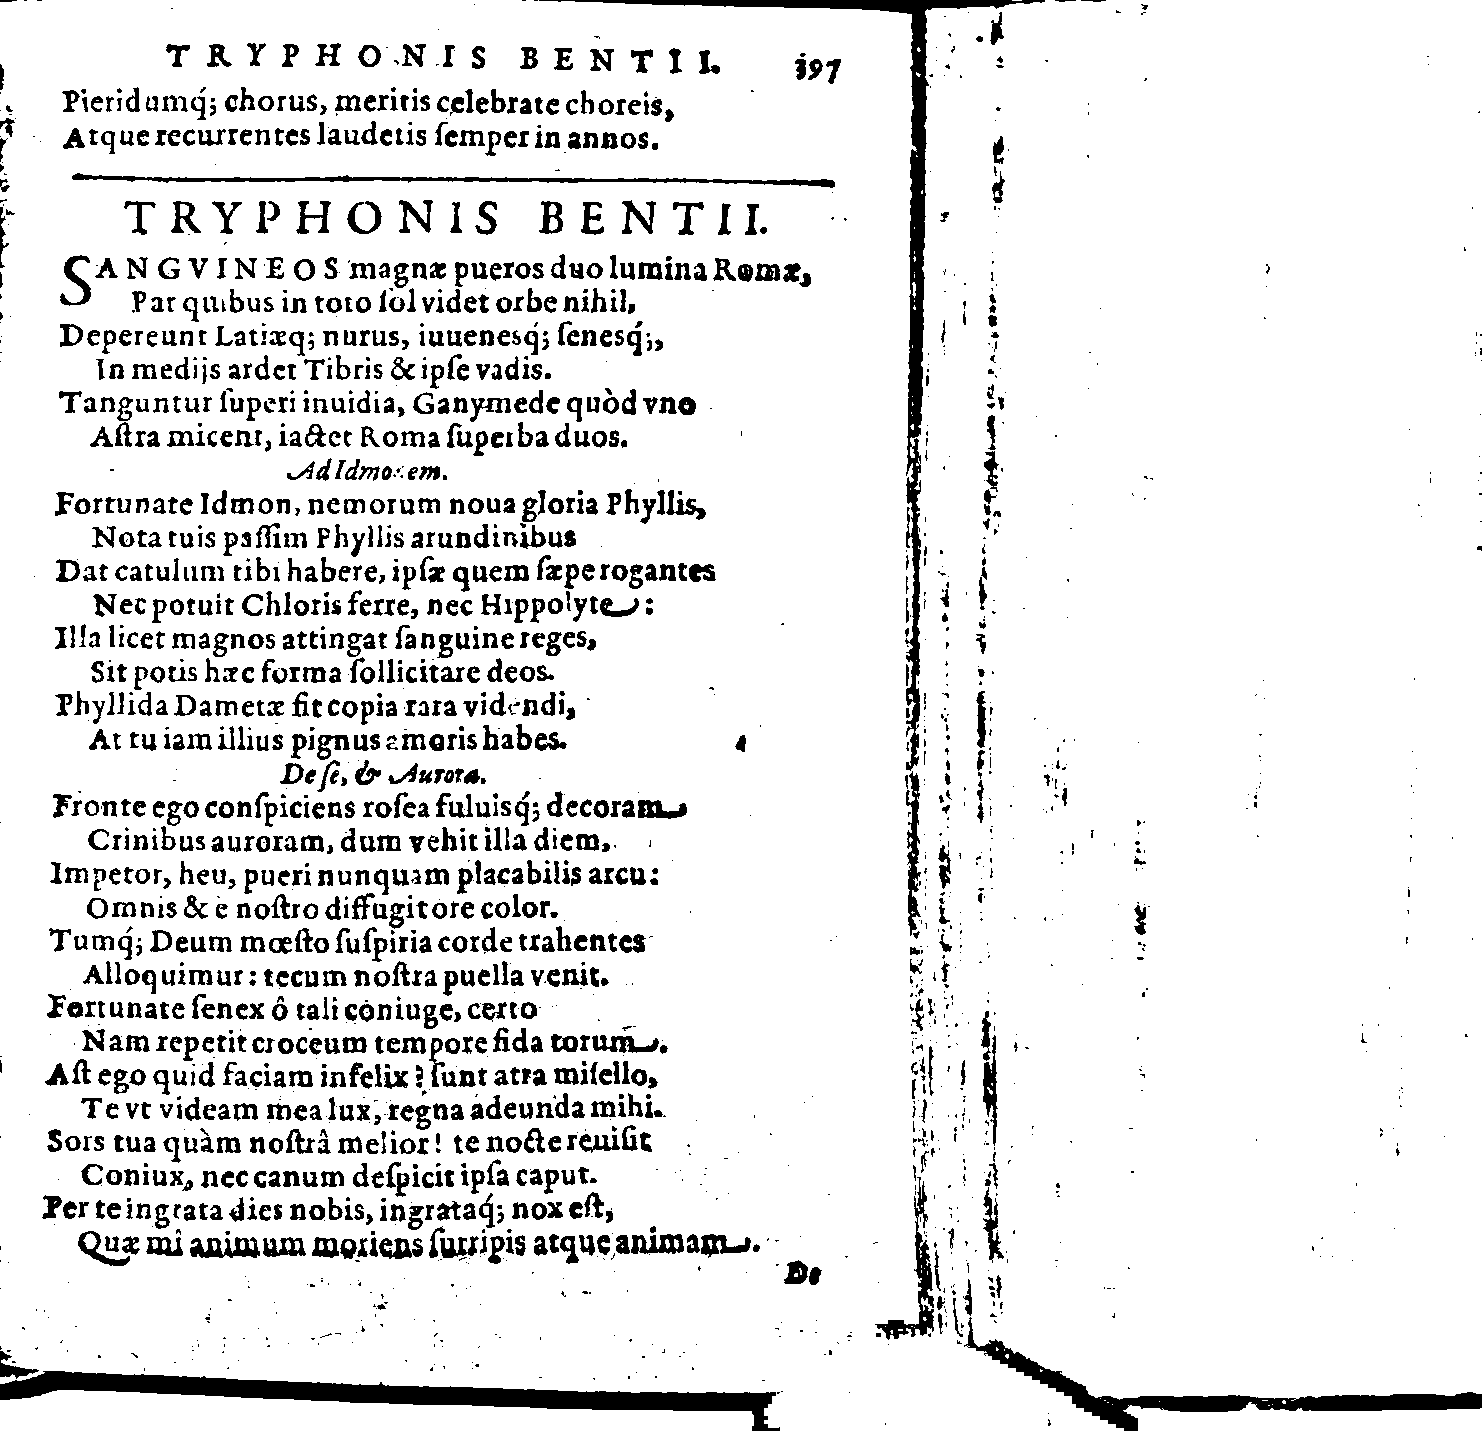 TRYPHONIS BENTII. 397
Pieridumq́; chorus, meritis celebrate choreis,
Atque recurrentes laudetis ſemper in annos.
TRYPHONIS BENTII.
SANGVINEOS magnæ pueros duo lumina Romæ,
Par quibus in toto ſol videt orbe nihil,
Depereunt Latiæq; nurus, iuuenesq́; ſenesq́;,
In medijs ardet Tibris & ipſe vadis.
Tanguntur ſuperi inuidia, Ganymede quòd vno
Aſtra micent, iactet Roma ſuperba duos.
Ad Idmonem.
Fortunate Idmon, nemorum noua gloria Phyllis,
Nota tuis paſſim Phyllis arundinibus
Dat catulum tibi habere, ipſæ quem ſæpe rogantes
Nec potuit Chloris ferre, nec Hippolyte:
Illa licet magnos attingat ſanguine reges,
Sit potis hæc forma ſollicitare deos.
Phyllida Dametæ fit copia rara videndi,
At tu iam illius pignus amoris habes.
De ſe, & Aurora.
Fronte ego conſpiciens roſea fuluisq́; decoram
Crinibus auroram, dum vehit illa diem,
Impetor, heu, pueri nunquam placabilis arcu:
Omnis & e noſtro diffugit ore color.
Tumq́; Deum mœſto ſuſpiria corde trahentes
Alloquimur: tecum noſtra puella venit.
Fortunate ſenex ô tali coniuge, certo
Nam repetit croceum tempore fida torum.
Aſt ego quid faciam infelix? ſunt atra miſello,
Te vt videam mea lux, regna adeunda mihi.
Sors tua quàm noſtrâ melior! te nocte reuiſit
Coniux, nec canum deſpicit ipſa caput.
Per te ingrata dies nobis, ingrataq́; nox eſt,
Quæ mî animum moriens ſurripis atque animam.
De